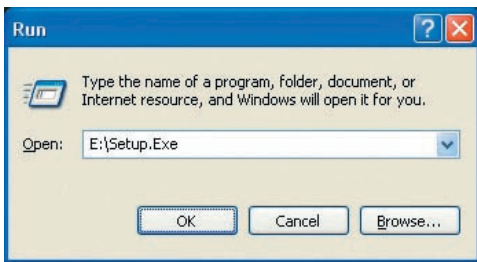 Run
Type the name of a program, folder, document, or
Internet resource, and Windows will open it for you.
Open: E:\Setup.Exe
OK Cancel Browse...